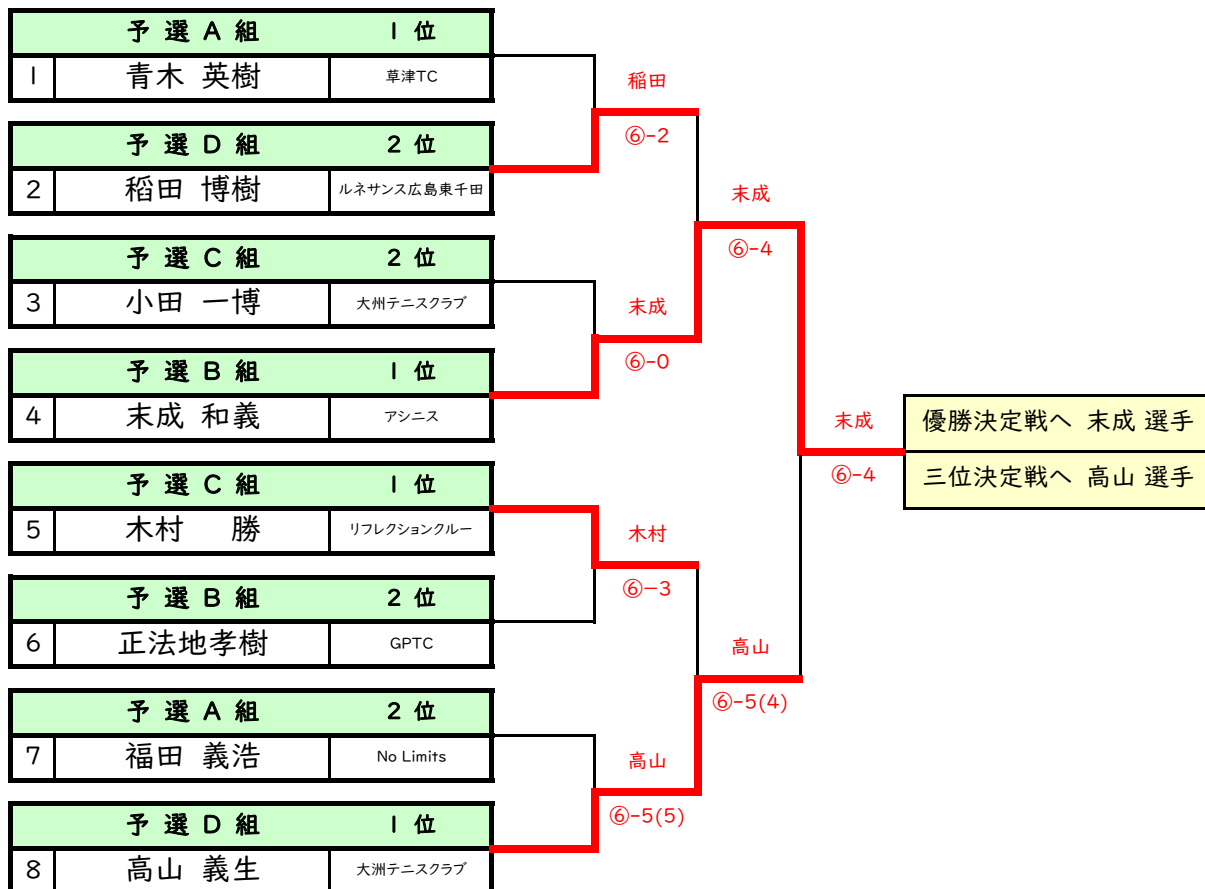 予選A組 1位
1 青木 英樹 草津TC
稲田
⑥-2
予選D組 2位
2 稻田 博樹 ルネサンス広島東千田
末成
⑥-4
予選C組 2位
3 小田 一博 大州テニスクラブ
末成
⑥-0
予選B組 1位
4 末成 和義 アシニス
末成
⑥-4
優勝決定戦へ 末成 選手
三位決定戦へ 高山 選手
予選C組 1位
5 木村 勝 リフレクションクルー
木村
⑥-3
予選B組 2位
6 正法地孝樹 GPTC
高山
⑥-5(4)
予選A組 2位
7 福田 義浩 No Limits
高山
⑥-5(5)
予選D組 1位
8 高山 義生 大洲テニスクラブ